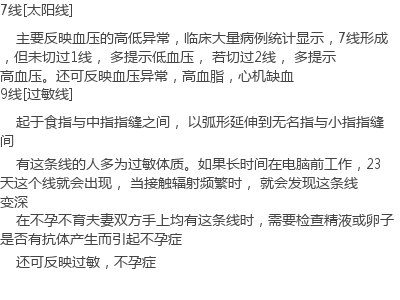 7线[太阳线]
主要反映血压的高低异常，临床大量病例统计显示，7线形成
，但未切过1线， 多提示低血压， 若切过2线， 多提示
高血压。还可反映血压异常，高血脂，心机缺血
9线[过敏线]
起于食指与中指指缝之间， 以弧形延伸到无名指与小指指缝
间
有这条线的人多为过敏体质。如果长时间在电脑前工作，23
天这个线就会出现， 当接触辐射频繁时， 就会发现这条线
变深
在不孕不育夫妻双方手上均有这条线时，需要检查精液或卵子
是否有抗体产生而引起不孕症
还可反映过敏，不孕症